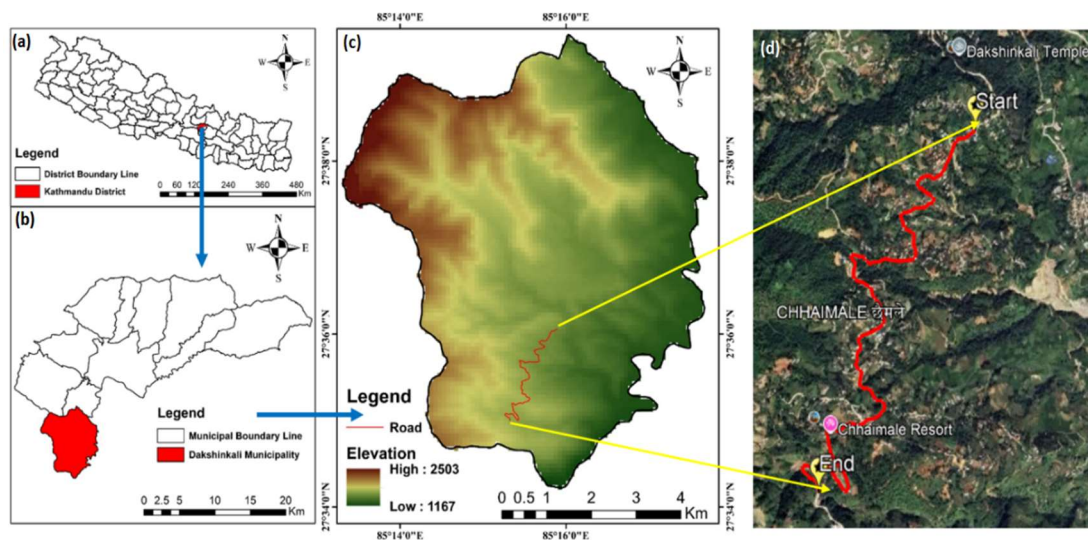 (a)
N
W E
S
Legend
District Boundary Line
Kathmandu District
0 60 120 240 360 480
Km
(b)
N
W E
S
Legend
Municipal Boundary Line
Dakshinkali Municipality
0 2.5 5 10 15 20
Km
85°14'0"E 85°16'0"E
(c)
N
W E
S
27°38'0"N 27°38'0"N
27°36'0"N 27°36'0"N
27°34'0"N 27°34'0"N
Legend
Road
Elevation
High : 2503
Low : 1167
0 0.5 1 2 3 4
Km
85°14'0"E 85°16'0"E
(d)
Dakshinkali Temple
Start
CHHAIMALE छैमले
Chhaimale Resort
End